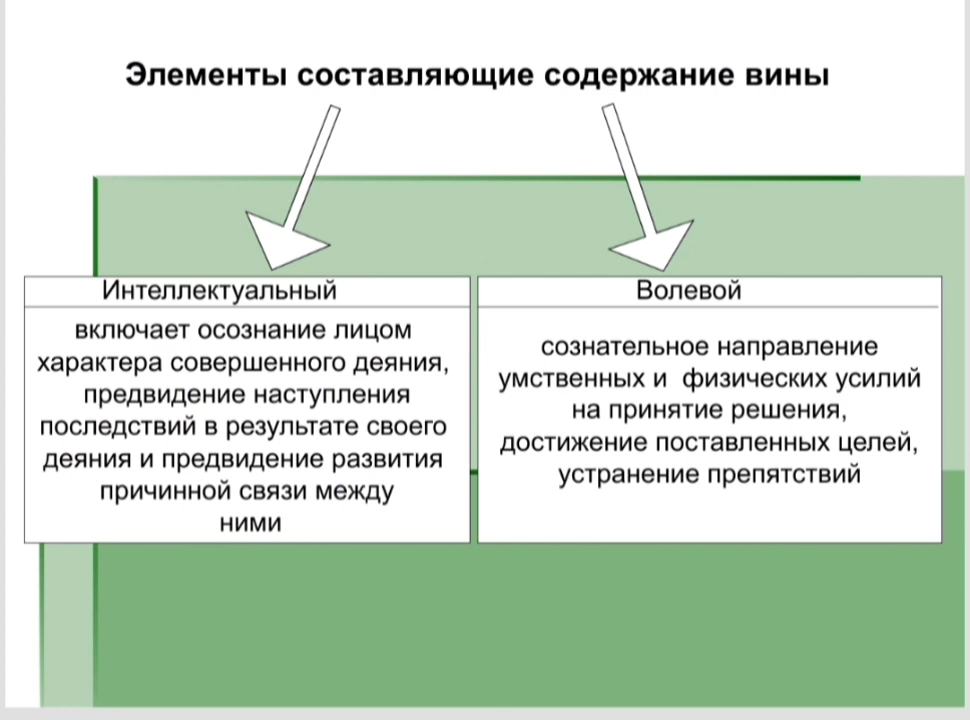 Элементы составляющие содержание вины
Интеллектуальный
включает осознание лицом
характера совершенного деяния,
предвидение наступления
последствий в результате своего
деяния и предвидение развития
причинной связи между
ними
Волевой
сознательное направление
умственных и физических усилий
на принятие решения,
достижение поставленных целей,
устранение препятствий